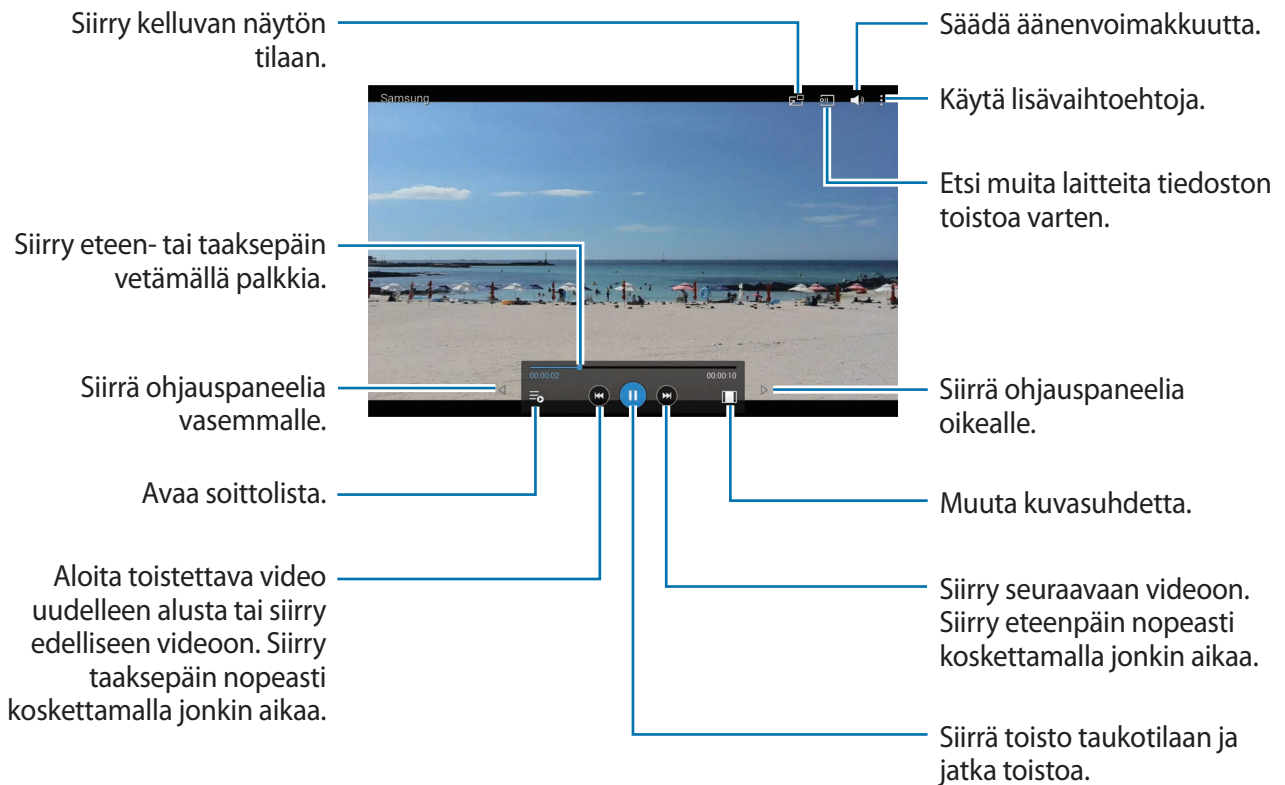 Siirry kelluvan näytön
tilaan.
Säädä äänenvoimakkuutta.
Samsung
Käytä lisävaihtoehtoja.
Etsi muita laitteita tiedoston
toistoa varten.
Siirry eteen- tai taaksepäin
vetämällä palkkia.
00:00:02
00:00:10
Siirrä ohjauspaneelia
vasemmalle.
Siirrä ohjauspaneelia
oikealle.
Avaa soittolista.
Muuta kuvasuhdetta.
Aloita toistettava video
uudelleen alusta tai siirry
edelliseen videoon. Siirry
taaksepäin nopeasti
koskettamalla jonkin aikaa.
Siirry seuraavaan videoon.
Siirry eteenpäin nopeasti
koskettamalla jonkin aikaa.
Siirrä toisto taukotilaan ja
jatka toistoa.